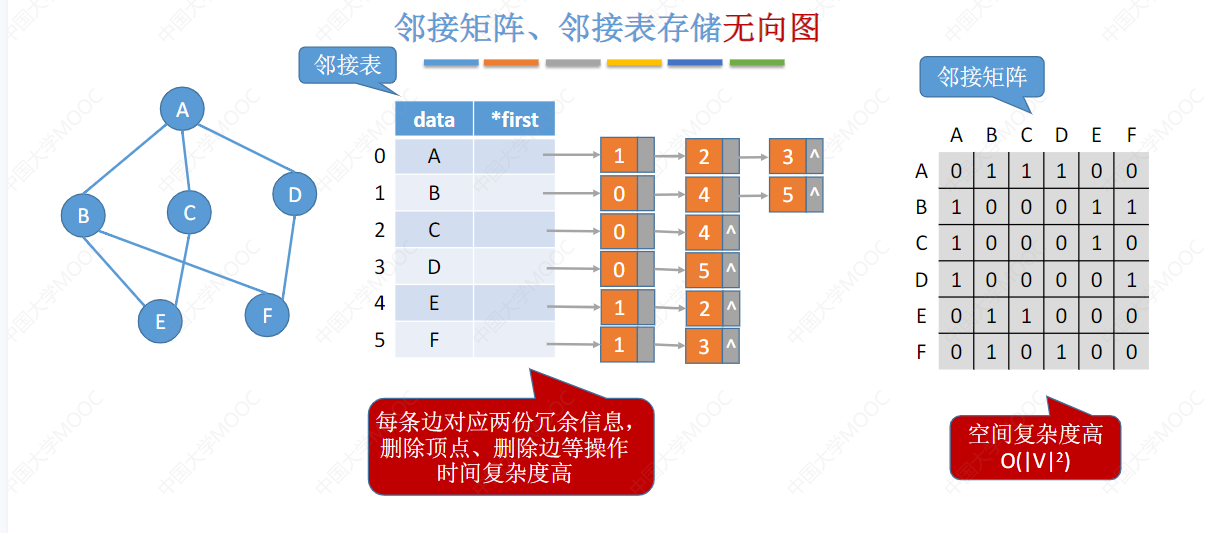 邻接矩阵、邻接表存储无向图
邻接表
邻接矩阵
A
B
C
D
E
F
data *first
0 A 1 2 3 ^
1 B 0 4 5 ^
2 C 0 4 ^
3 D 0 5 ^
4 E 1 2 ^
5 F 1 3 ^
A B C D E F
A 0 1 1 1 0 0
B 1 0 0 0 1 1
C 1 0 0 0 1 0
D 1 0 0 0 0 1
E 0 1 1 0 0 0
F 0 1 0 1 0 0
每条边对应两份冗余信息，
删除顶点、删除边等操作
时间复杂度高
空间复杂度高
O(|V|²)
中国大学MOOC